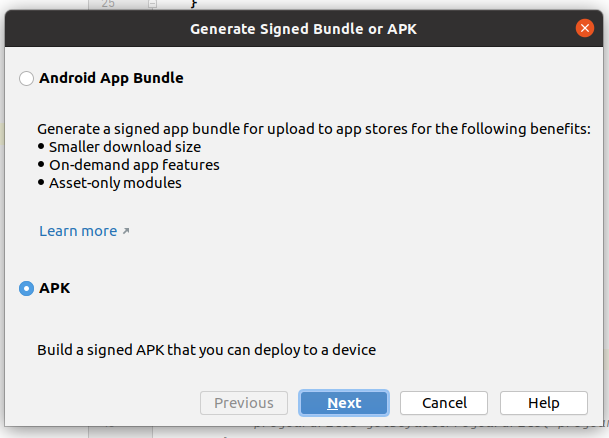 25 }
Generate Signed Bundle or APK
Android App Bundle
Generate a signed app bundle for upload to app stores for the following benefits:
• Smaller download size
• On-demand app features
• Asset-only modules
Learn more ↗
APK
Build a signed APK that you can deploy to a device
Previous Next Cancel Help